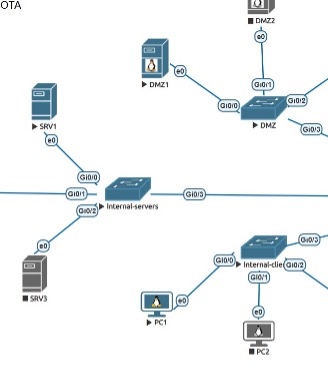 OTA
DMZ2
e0
e0
DMZ1
Gi0/1
Gi0/2
Gi0/0
DMZ
Gi0/3
SRV1
e0
Gi0/0
Gi0/1
Gi0/3
Internal-servers
Gi0/2
e0
SRV3
Gi0/3
Gi0/0
Internal-clie
Gi0/2
Gi0/1
e0
PC1
e0
PC2